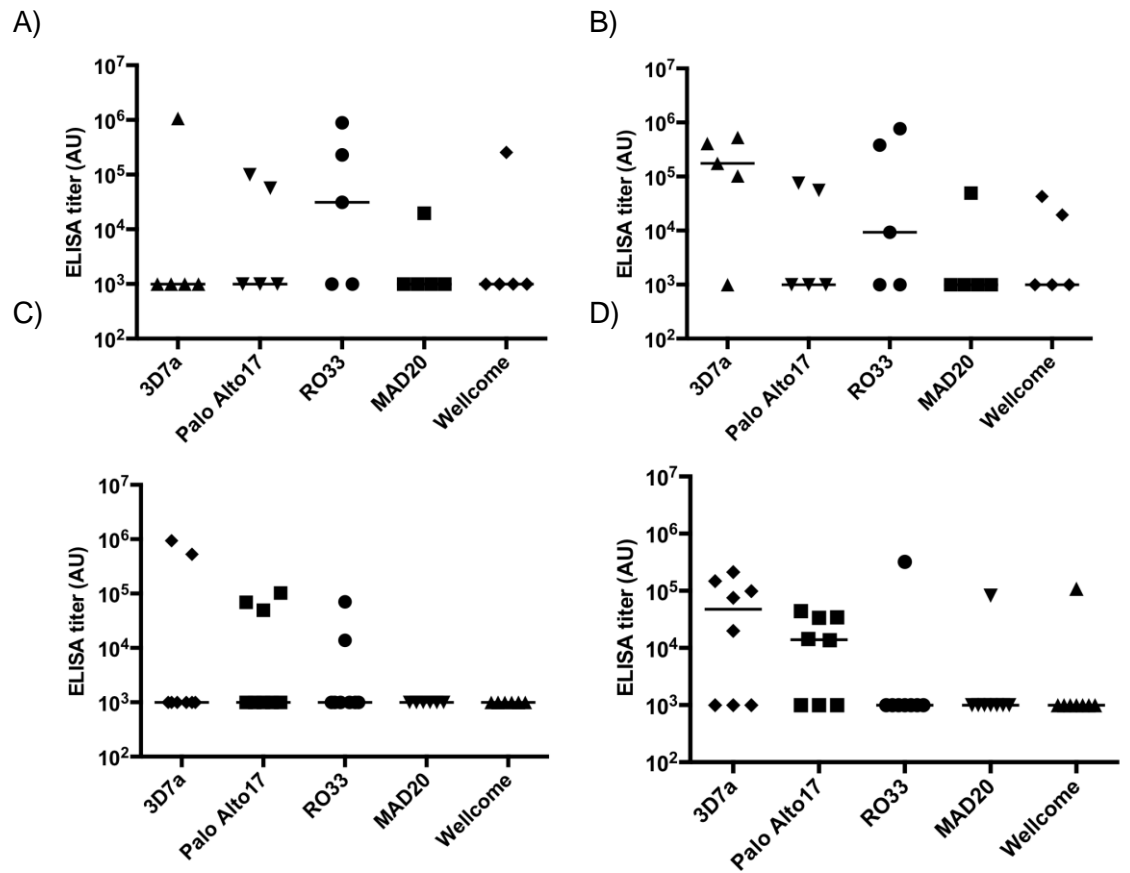 A)
ELISA titer (AU)
10⁷
10⁶
10⁵
10⁴
10³
10²
3D7a
Palo Alto17
RO33
MAD20
Wellcome
B)
ELISA titer (AU)
10⁷
10⁶
10⁵
10⁴
10³
10²
3D7a
Palo Alto17
RO33
MAD20
Wellcome
C)
ELISA titer (AU)
10⁷
10⁶
10⁵
10⁴
10³
10²
3D7a
Palo Alto17
RO33
MAD20
Wellcome
D)
ELISA titer (AU)
10⁷
10⁶
10⁵
10⁴
10³
10²
3D7a
Palo Alto17
RO33
MAD20
Wellcome